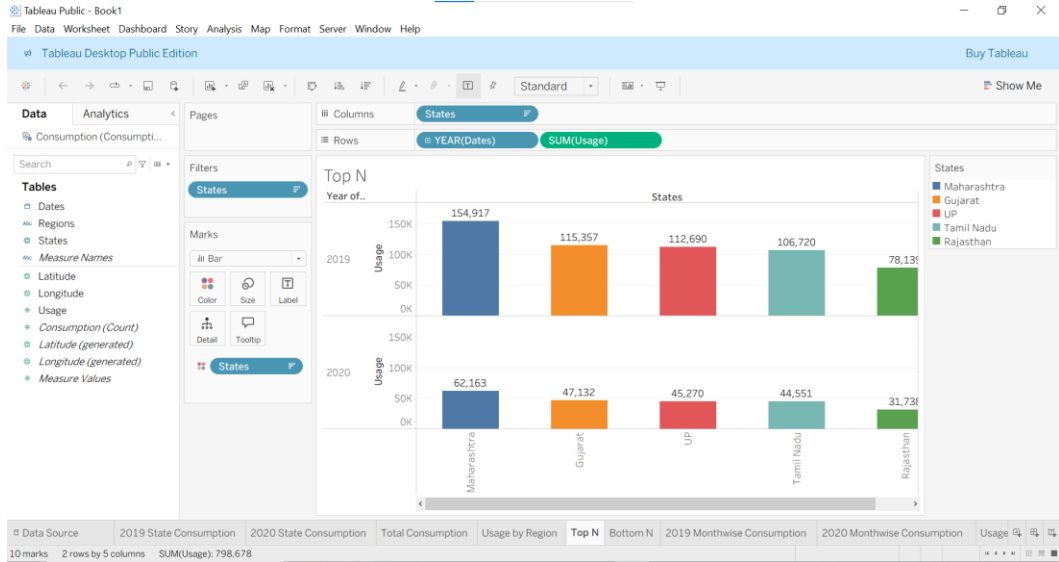 Tableau Public - Book1
File Data Worksheet Dashboard Story Analysis Map Format Server Window Help
Tableau Desktop Public Edition
Buy Tableau
Standard
Show Me
Data
Analytics
Pages
Columns
States
Consumption (Consumpti...
Rows
YEAR(Dates)
SUM(Usage)
Search
Tables
Dates
Abc Regions
States
Abc Measure Names
Latitude
Longitude
# Usage
# Consumption (Count)
Latitude (generated)
Longitude (generated)
# Measure Values
Filters
States
Marks
Bar
Color
Size
Label
Detail
Tooltip
States
Top N
Year of..
States
2019
Usage
150K
100K
50K
0K
154,917
115,357
112,690
106,720
78,139
2020
Usage
150K
100K
50K
0K
62,163
47,132
45,270
44,551
31,738
Maharashtra
Gujarat
UP
Tamil Nadu
Rajasthan
States
Maharashtra
Gujarat
UP
Tamil Nadu
Rajasthan
Data Source
2019 State Consumption
2020 State Consumption
Total Consumption
Usage by Region
Top N
Bottom N
2019 Monthwise Consumption
2020 Monthwise Consumption
Usage
10 marks
2 rows by 5 columns
SUM(Usage): 798,678